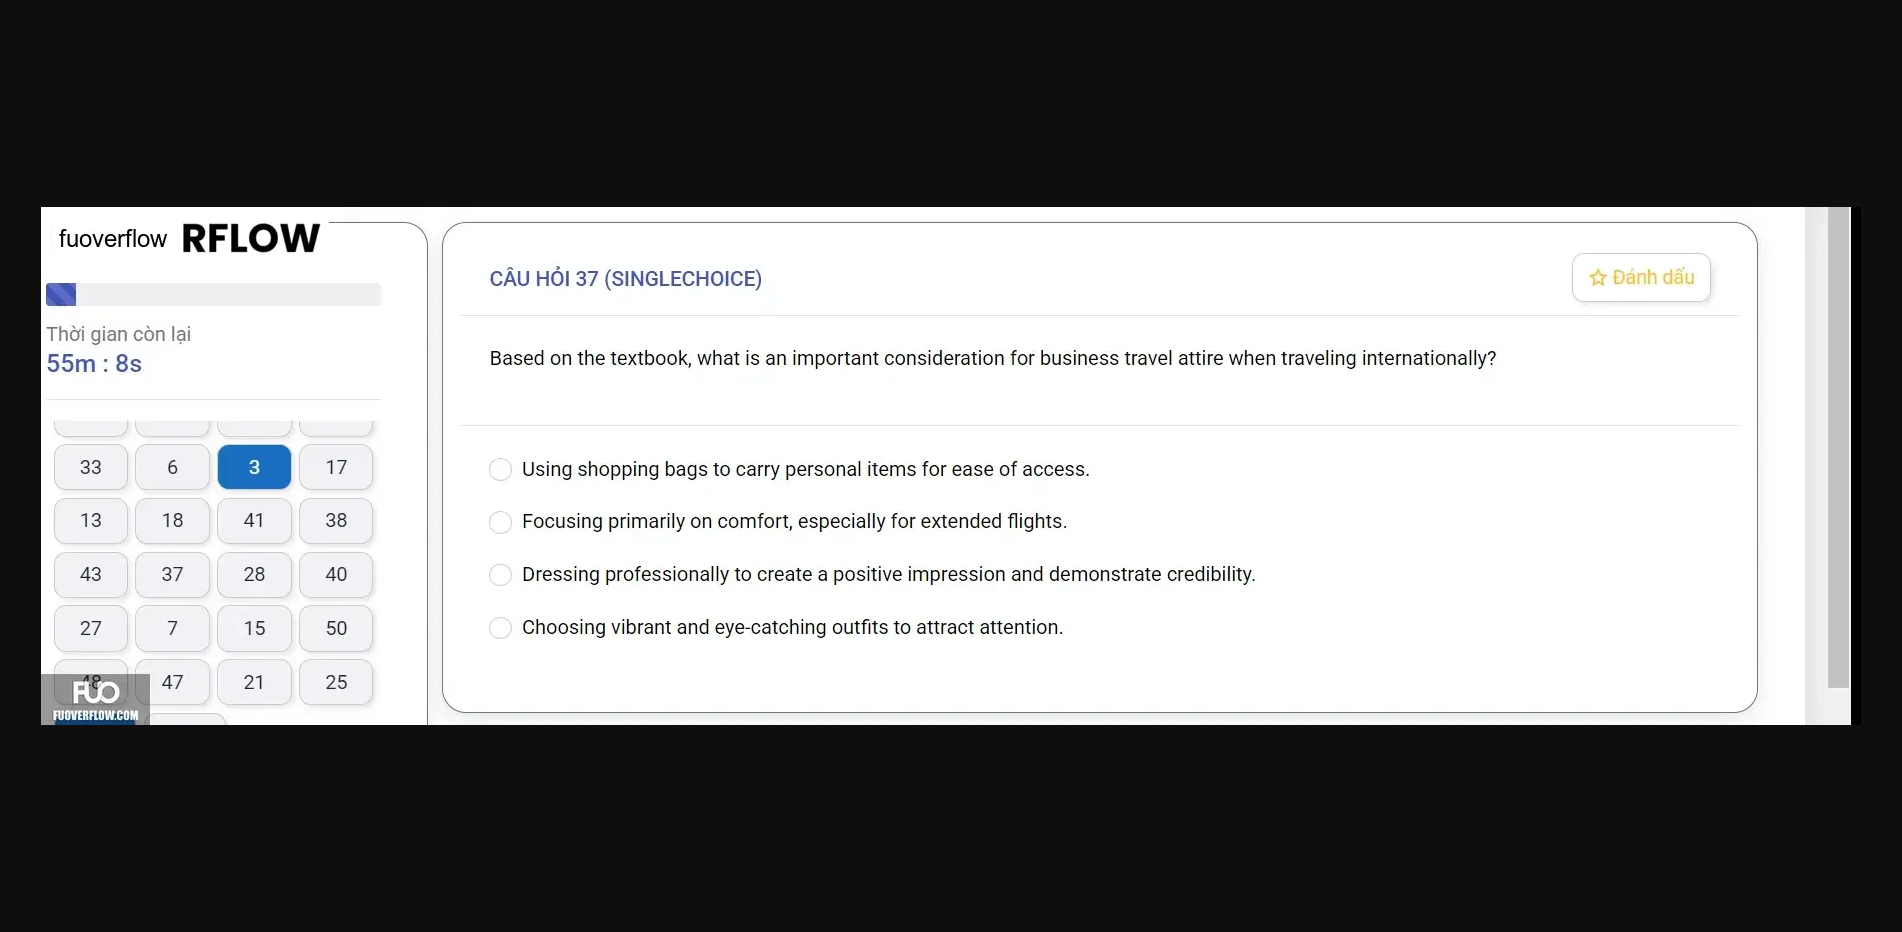 fuoverflow RFLOW
Thời gian còn lại
55m : 8s
33 6 3 17
13 18 41 38
43 37 28 40
27 7 15 50
48 47 21 25
FUO
FUOVERFLOW.COM
CÂU HỎI 37 (SINGLECHOICE)
Đánh dấu
Based on the textbook, what is an important consideration for business travel attire when traveling internationally?
Using shopping bags to carry personal items for ease of access.
Focusing primarily on comfort, especially for extended flights.
Dressing professionally to create a positive impression and demonstrate credibility.
Choosing vibrant and eye-catching outfits to attract attention.